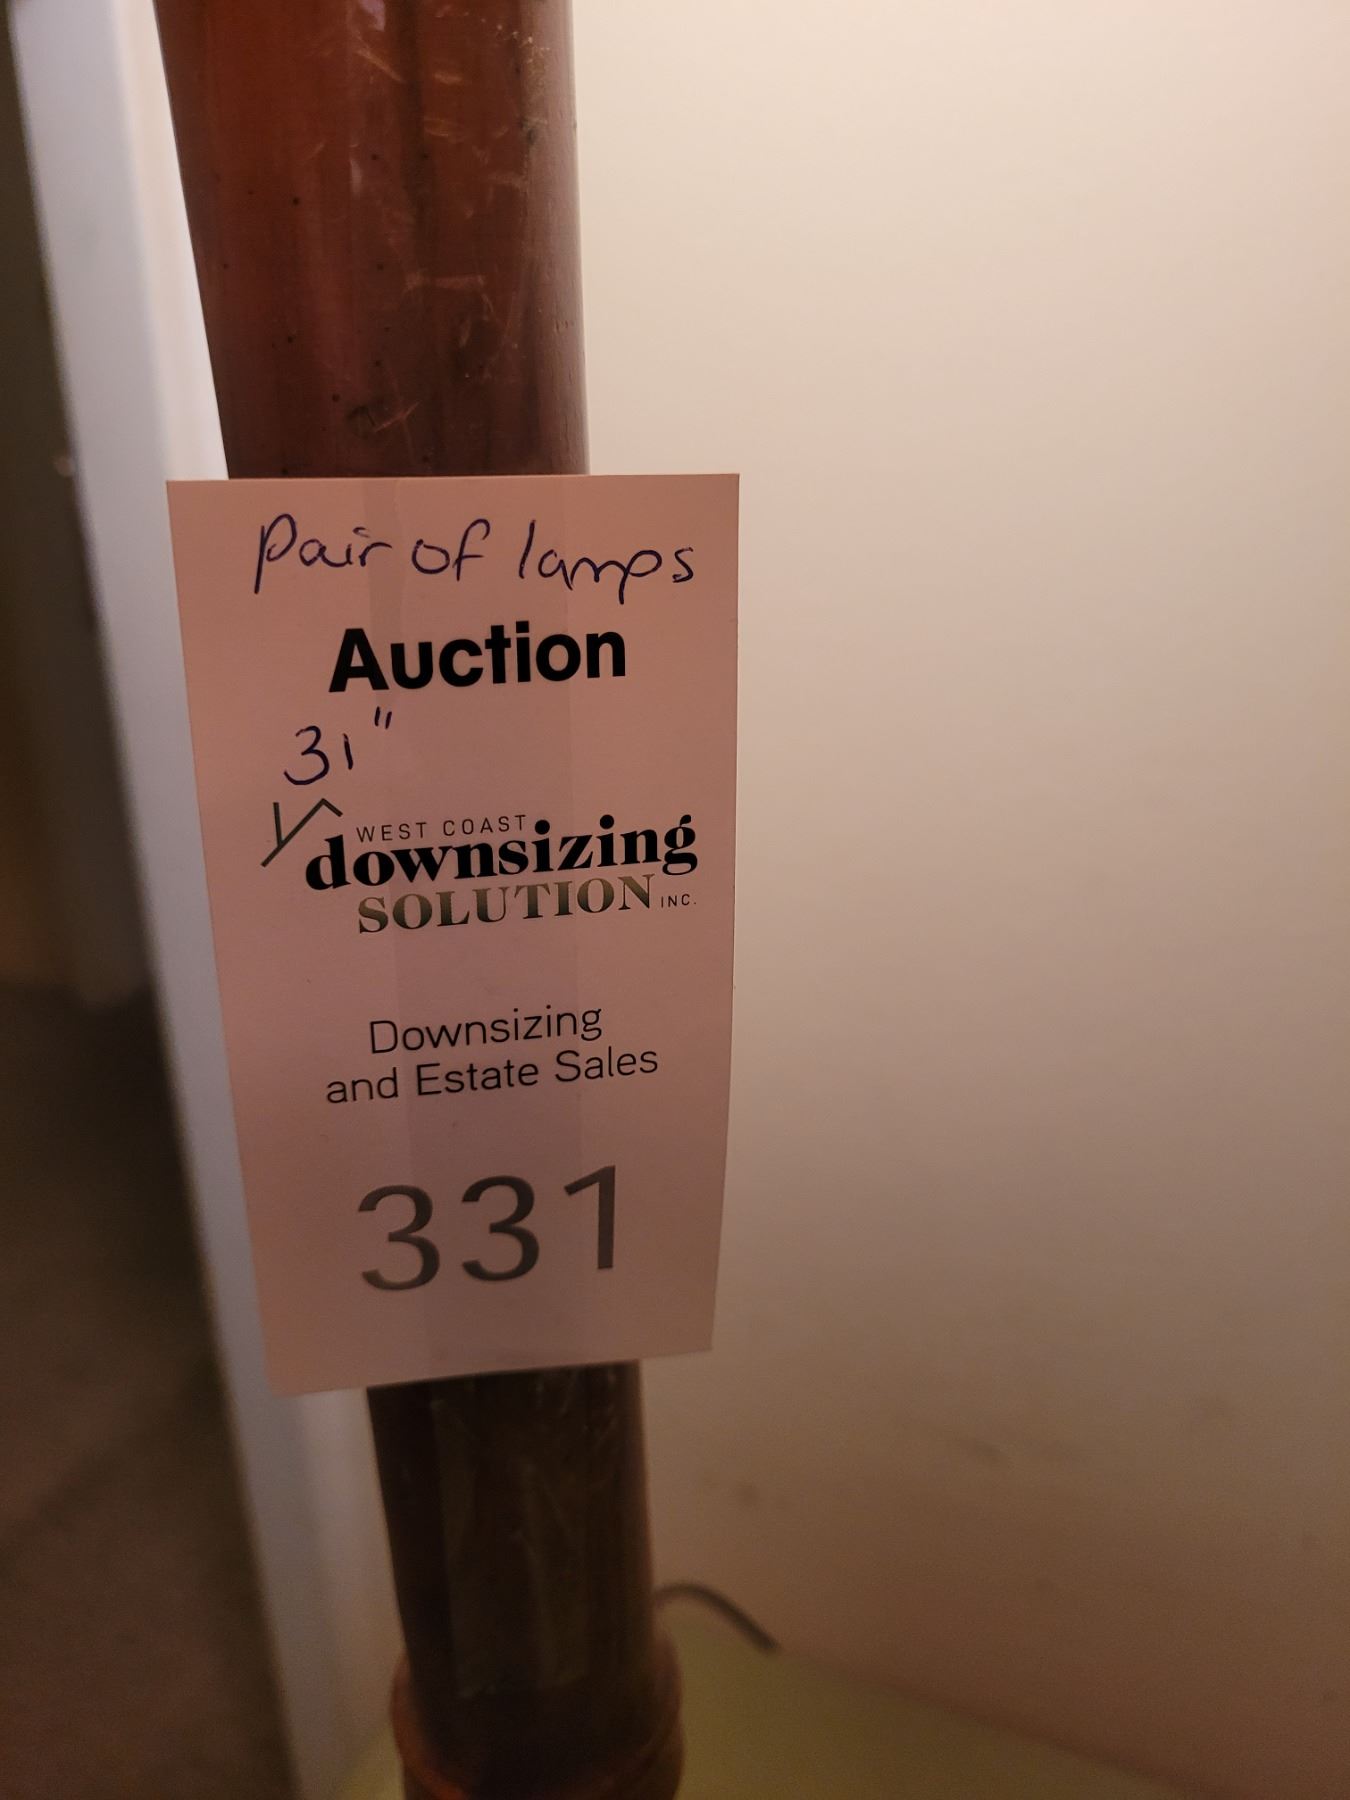 Pair of lamps
Auction
31"
WEST COAST
downsizing
SOLUTION INC.
Downsizing
and Estate Sales
331